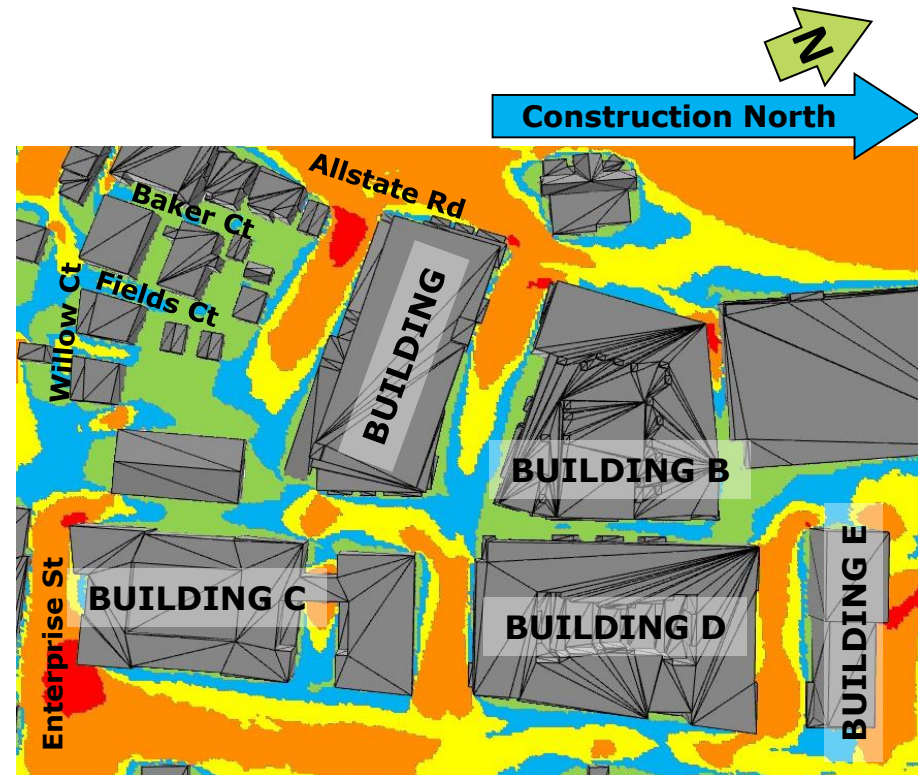 N
Construction North
Allstate Rd
Baker Ct
Fields Ct
Willow Ct
BUILDING
BUILDING B
BUILDING C
BUILDING D
BUILDING E
Enterprise St